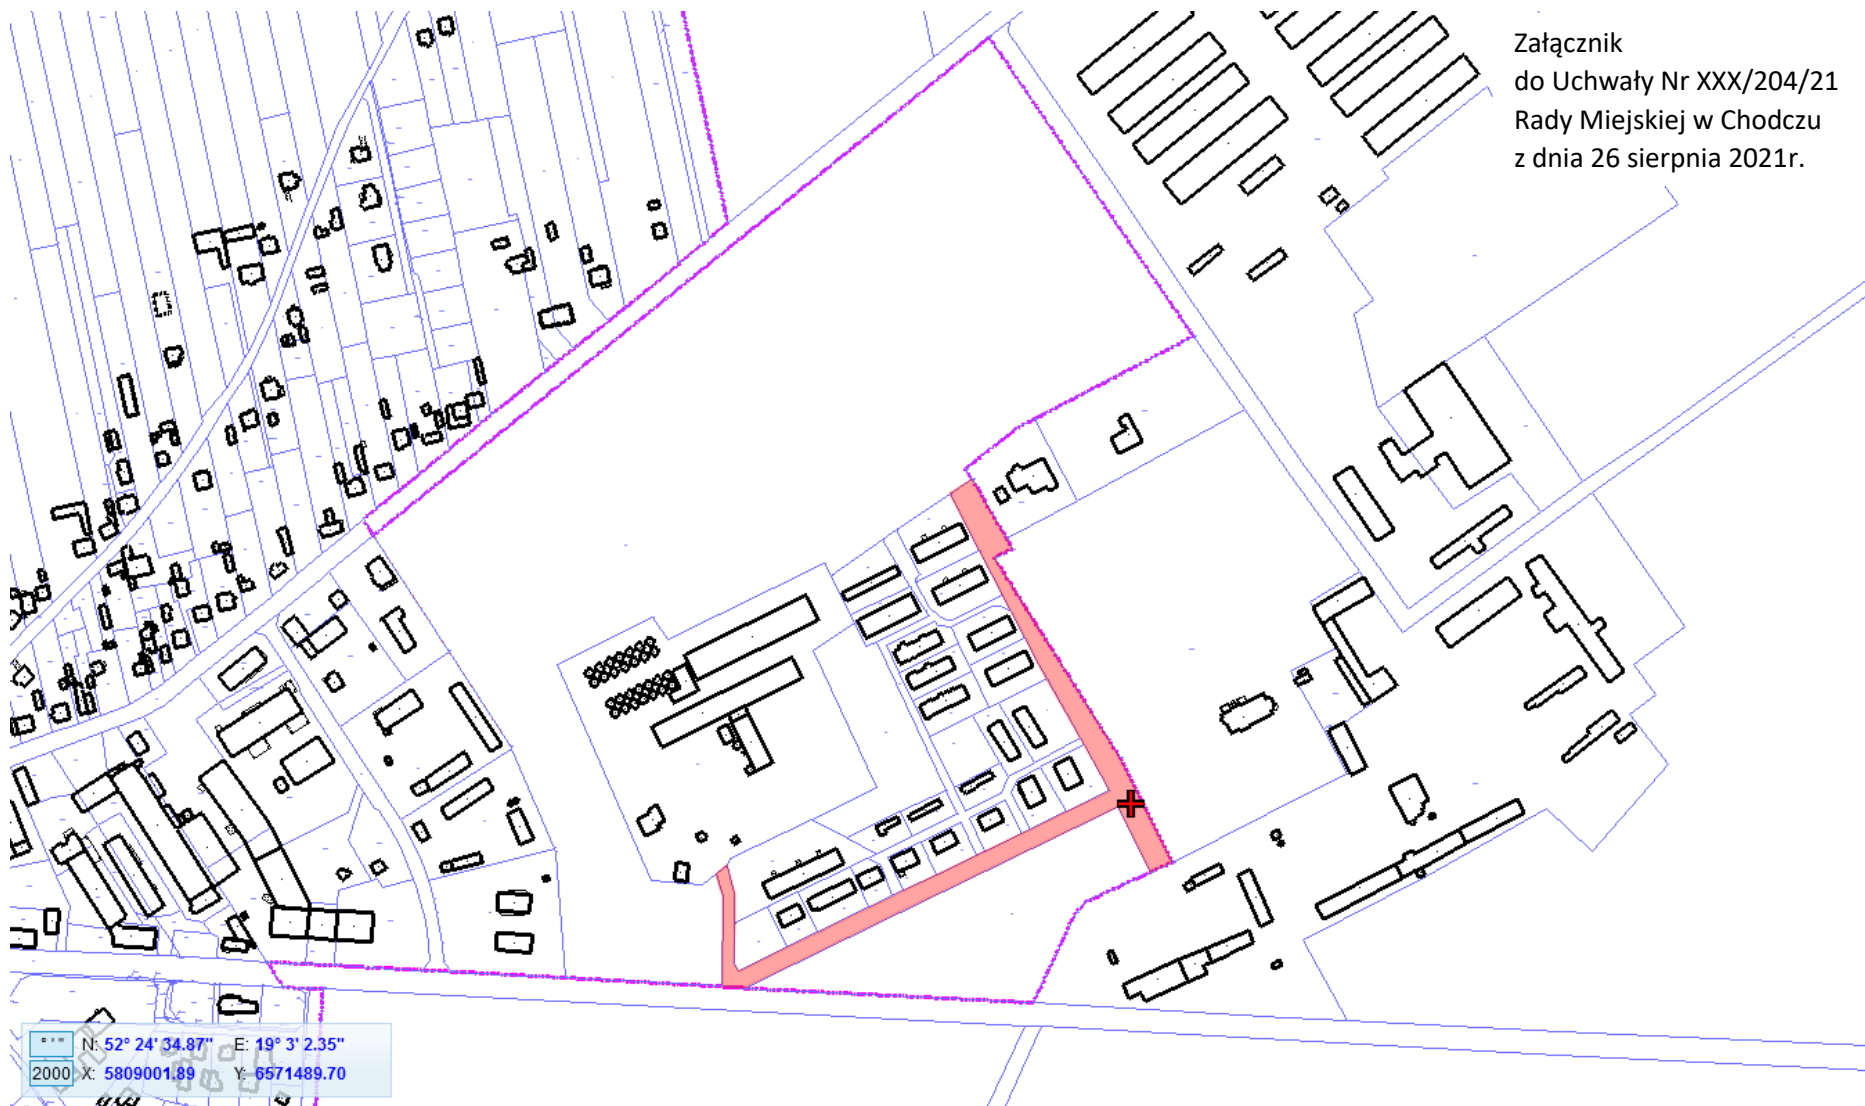 Załącznik
do Uchwały Nr XXX/204/21
Rady Miejskiej w Chodczu
z dnia 26 sierpnia 2021r.
° ' " N: 52° 24' 34.87" E: 19° 3' 2.35"
2000 X: 5809001.89 Y: 6571489.70